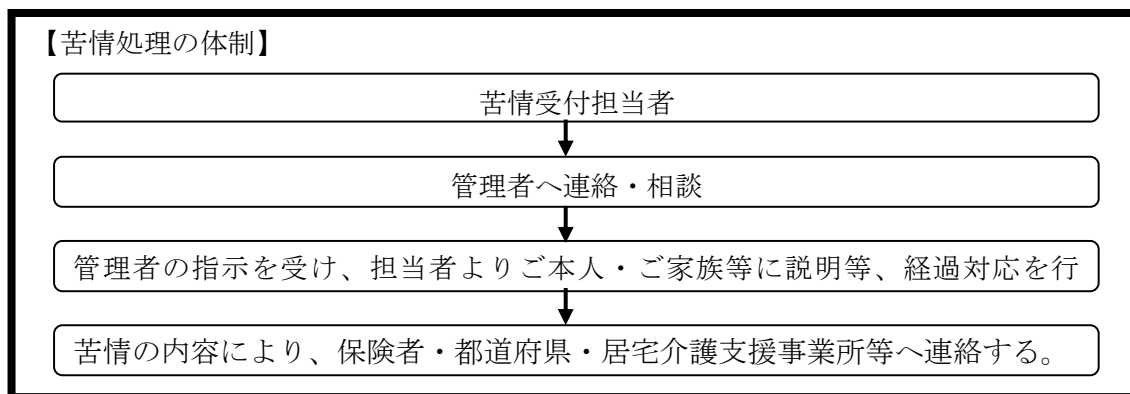 【苦情処理の体制】
苦情受付担当者
管理者へ連絡・相談
管理者の指示を受け、担当者よりご本人・ご家族等に説明等、経過対応を行
苦情の内容により、保険者・都道府県・居宅介護支援事業所等へ連絡する。